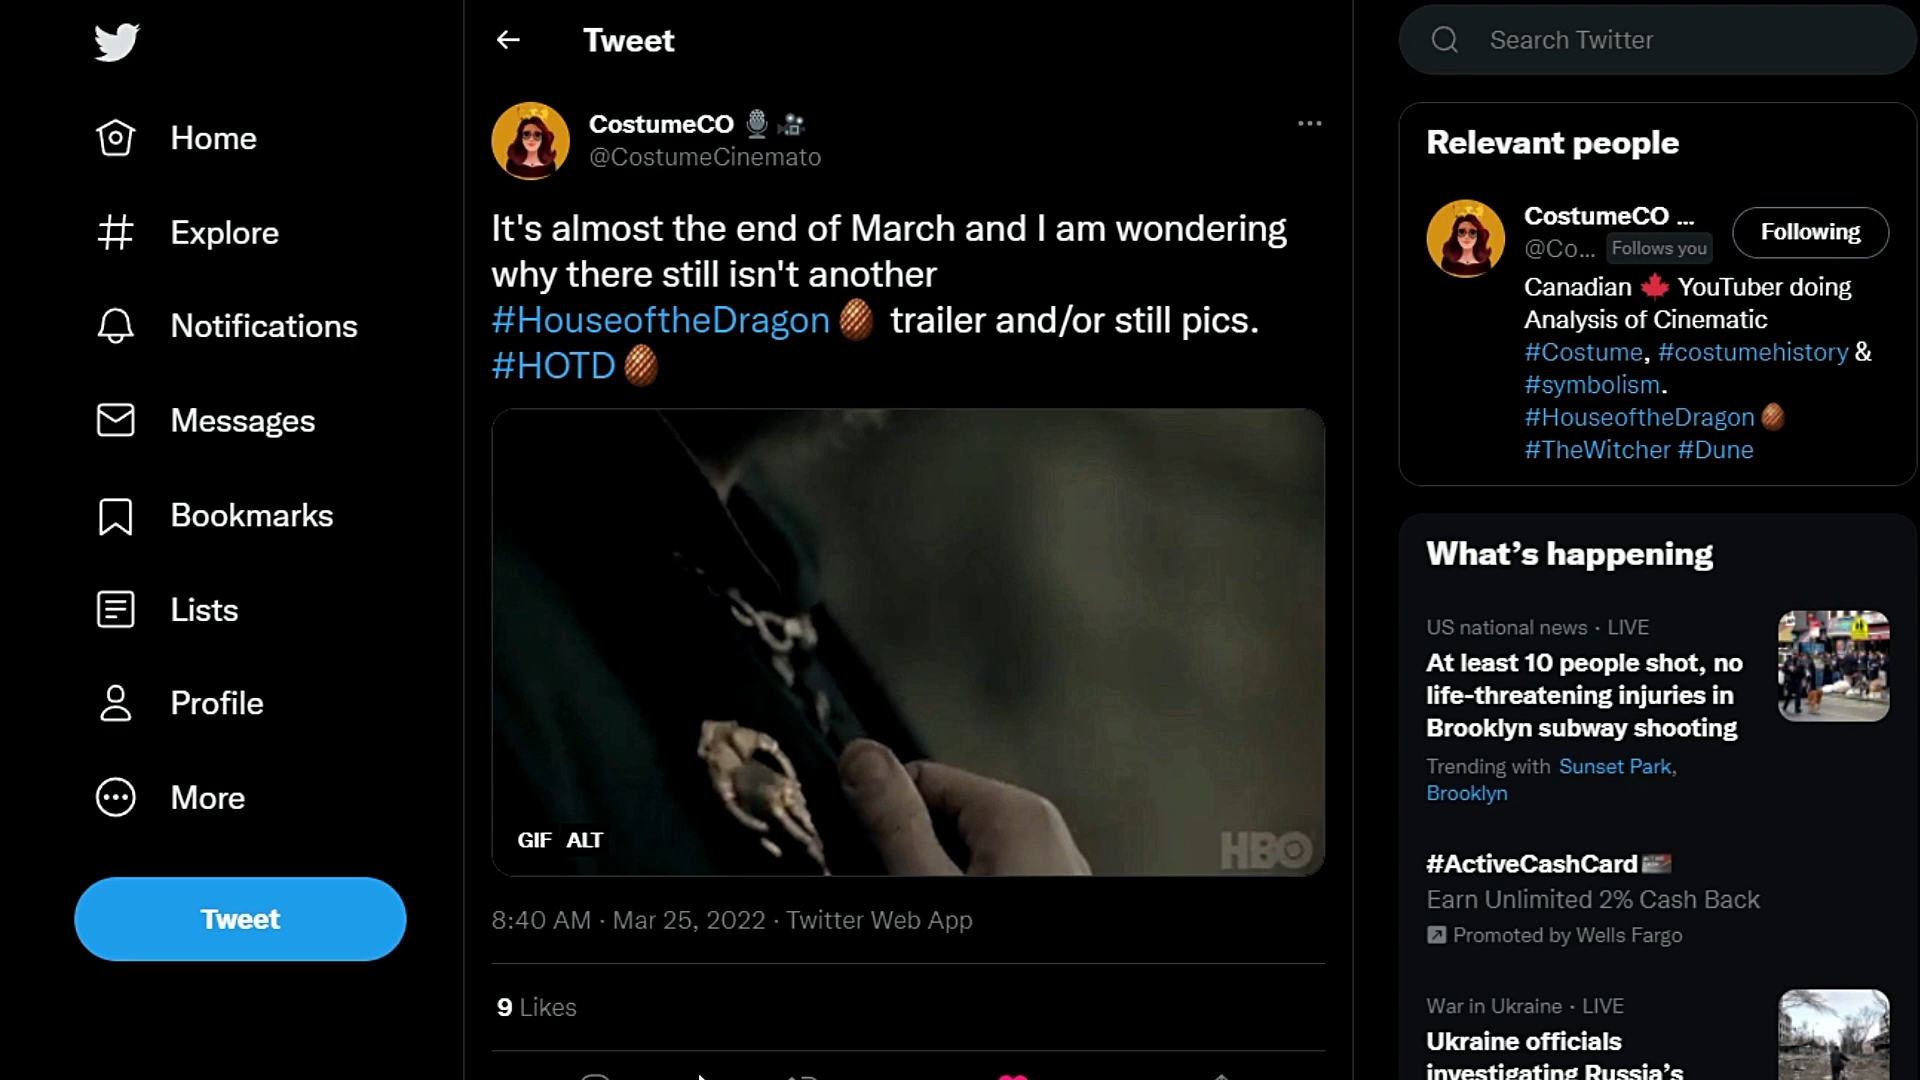 Tweet
Search Twitter
Home
Explore
Notifications
Messages
Bookmarks
Lists
Profile
More
Tweet
CostumeCO
@CostumeCinemato
It's almost the end of March and I am wondering
why there still isn't another
#HouseoftheDragon trailer and/or still pics.
#HOTD
GIF ALT
HBO
8:40 AM · Mar 25, 2022 · Twitter Web App
9 Likes
Relevant people
CostumeCO ...
@Co... Follows you
Following
Canadian YouTuber doing
Analysis of Cinematic
#Costume, #costumehistory &
#symbolism.
#HouseoftheDragon
#TheWitcher #Dune
What's happening
US national news · LIVE
At least 10 people shot, no
life-threatening injuries in
Brooklyn subway shooting
Trending with Sunset Park,
Brooklyn
#ActiveCashCard
Earn Unlimited 2% Cash Back
Promoted by Wells Fargo
War in Ukraine · LIVE
Ukraine officials
investigating Russia's